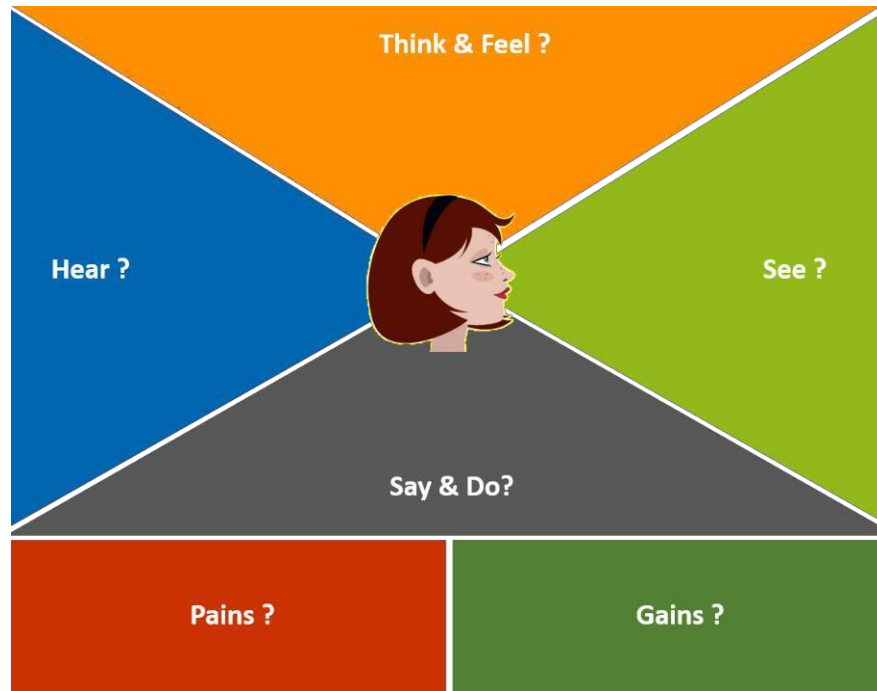 Think & Feel ?
Hear ?
See ?
Say & Do?
Pains ?
Gains ?